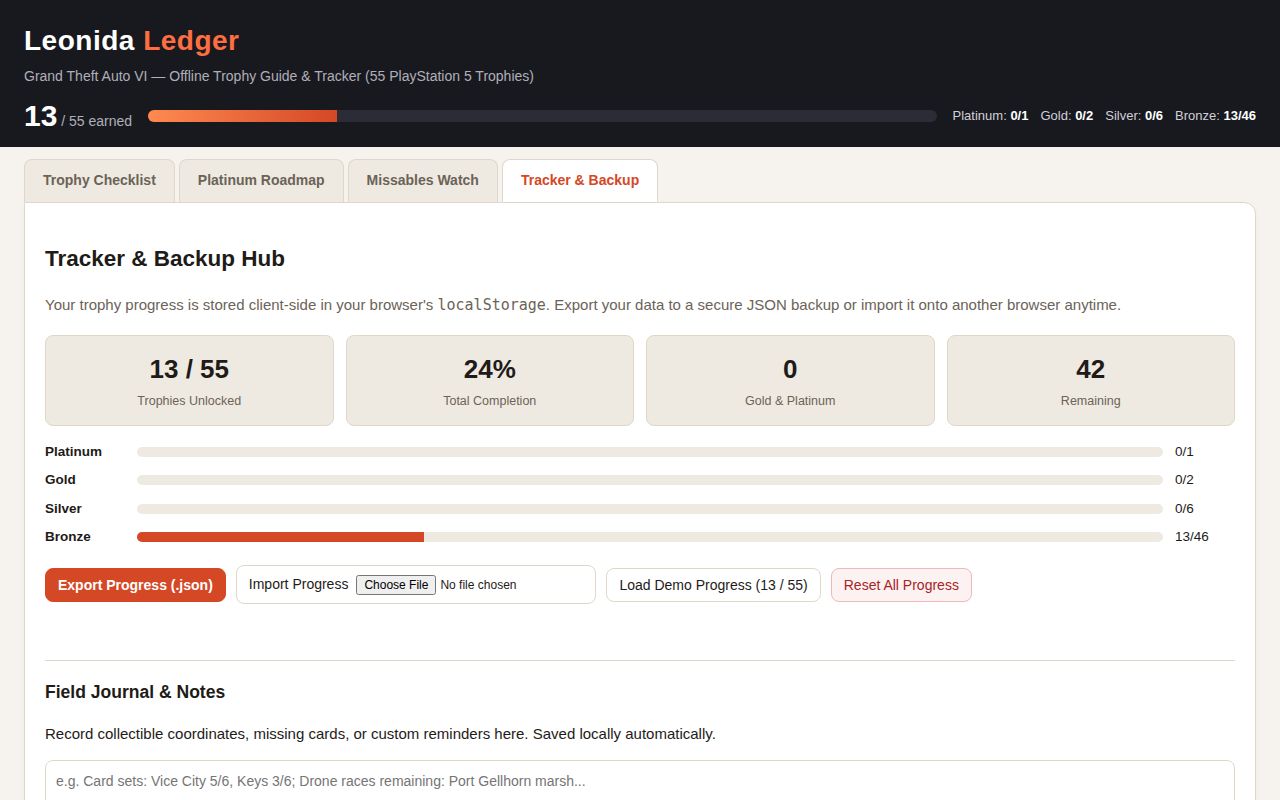 Leonida Ledger
Grand Theft Auto VI — Offline Trophy Guide & Tracker (55 PlayStation 5 Trophies)
13 / 55 earned Platinum: 0/1 Gold: 0/2 Silver: 0/6 Bronze: 13/46
Trophy Checklist Platinum Roadmap Missables Watch Tracker & Backup
Tracker & Backup Hub
Your trophy progress is stored client-side in your browser's localStorage. Export your data to a secure JSON backup or import it onto another browser anytime.
13 / 55 24% 0 42
Trophies Unlocked Total Completion Gold & Platinum Remaining
Platinum 0/1
Gold 0/2
Silver 0/6
Bronze 13/46
Export Progress (.json) Import Progress Choose File No file chosen Load Demo Progress (13 / 55) Reset All Progress
Field Journal & Notes
Record collectible coordinates, missing cards, or custom reminders here. Saved locally automatically.
e.g. Card sets: Vice City 5/6, Keys 3/6; Drone races remaining: Port Gellhorn marsh...